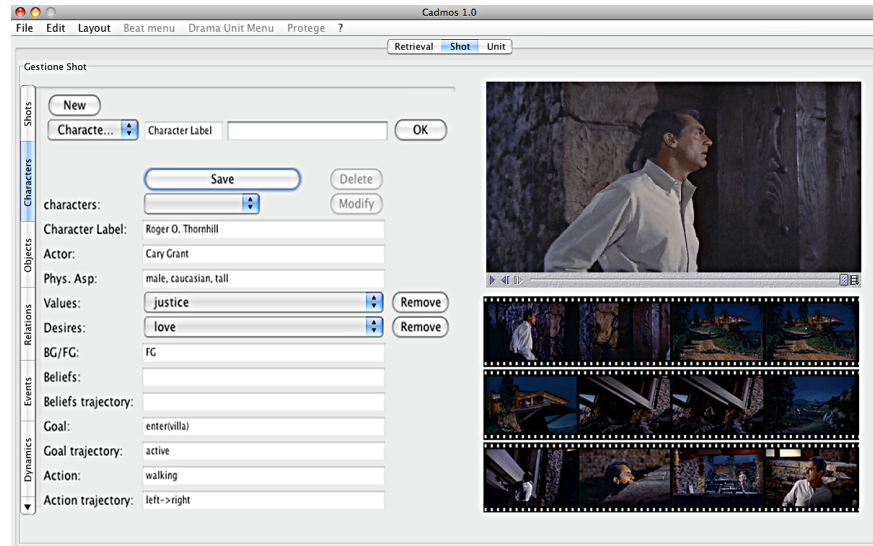 Cadmos 1.0
File Edit Layout Beat menu Drama Unit Menu Protege ?
Retrieval Shot Unit
Gestione Shot
Shots
Characters
Objects
Relations
Events
Dynamics
New
Characte... Character Label OK
Save Delete
characters: Modify
Character Label: Roger O. Thornhill
Actor: Cary Grant
Phys. Asp: male, caucasian, tall
Values: justice Remove
Desires: love Remove
BG/FG: FG
Beliefs:
Beliefs trajectory:
Goal: enter(villa)
Goal trajectory: active
Action: walking
Action trajectory: left->right